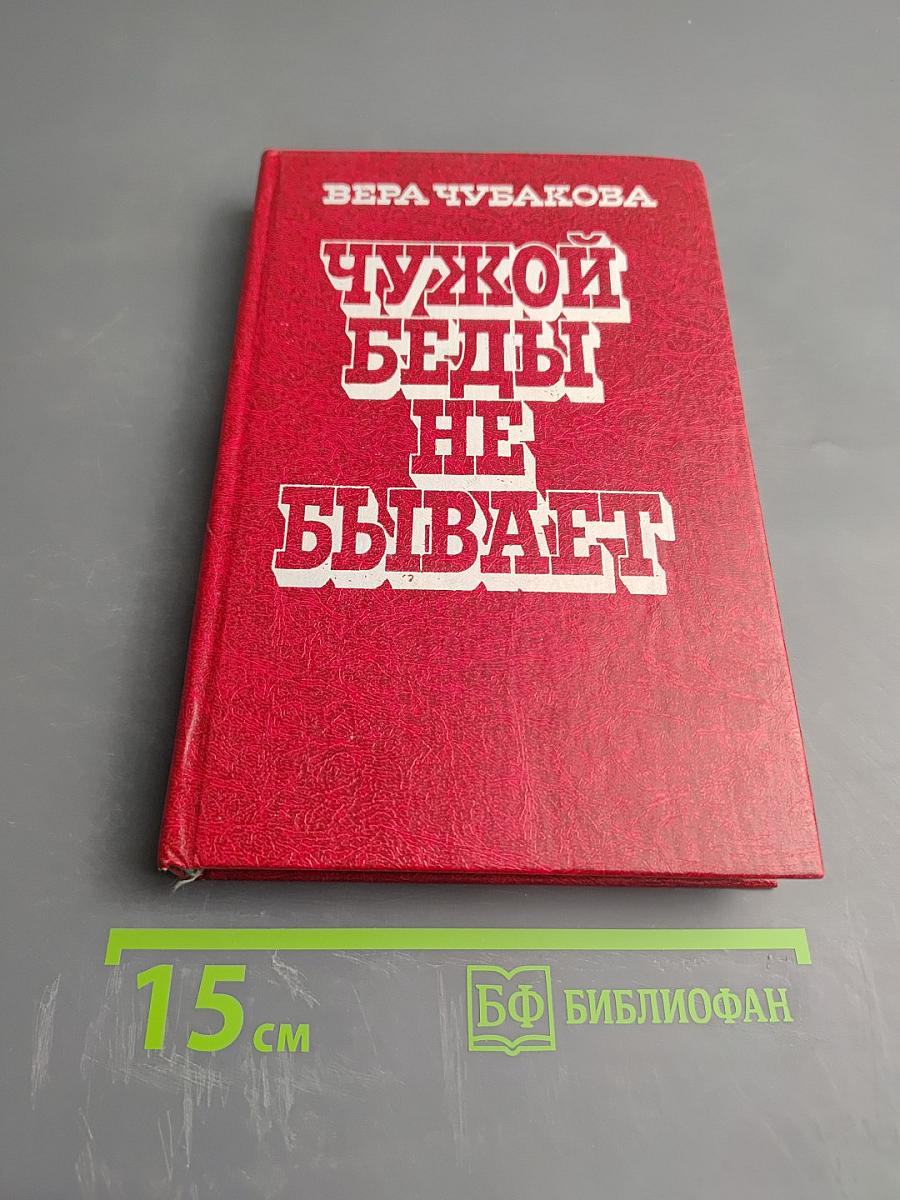 ВЕРА ЧУБАКОВА
ЧУЖОЙ
БЕДЫ
НЕ
БЫВАЕТ
15 см
БФ БИБЛИОФАН